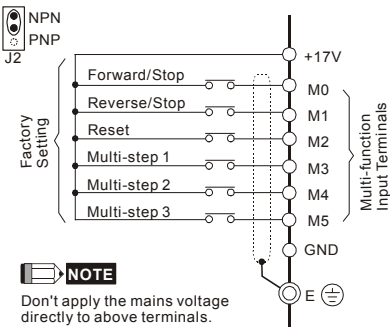 NPN
PNP
J2
+17V
Forward/Stop
M0
Reverse/Stop
M1
Reset
M2
Multi-step 1
M3
Multi-step 2
M4
Multi-step 3
M5
Factory
Setting
Multi-function
Input Terminals
GND
E
NOTE
Don't apply the mains voltage
directly to above terminals.